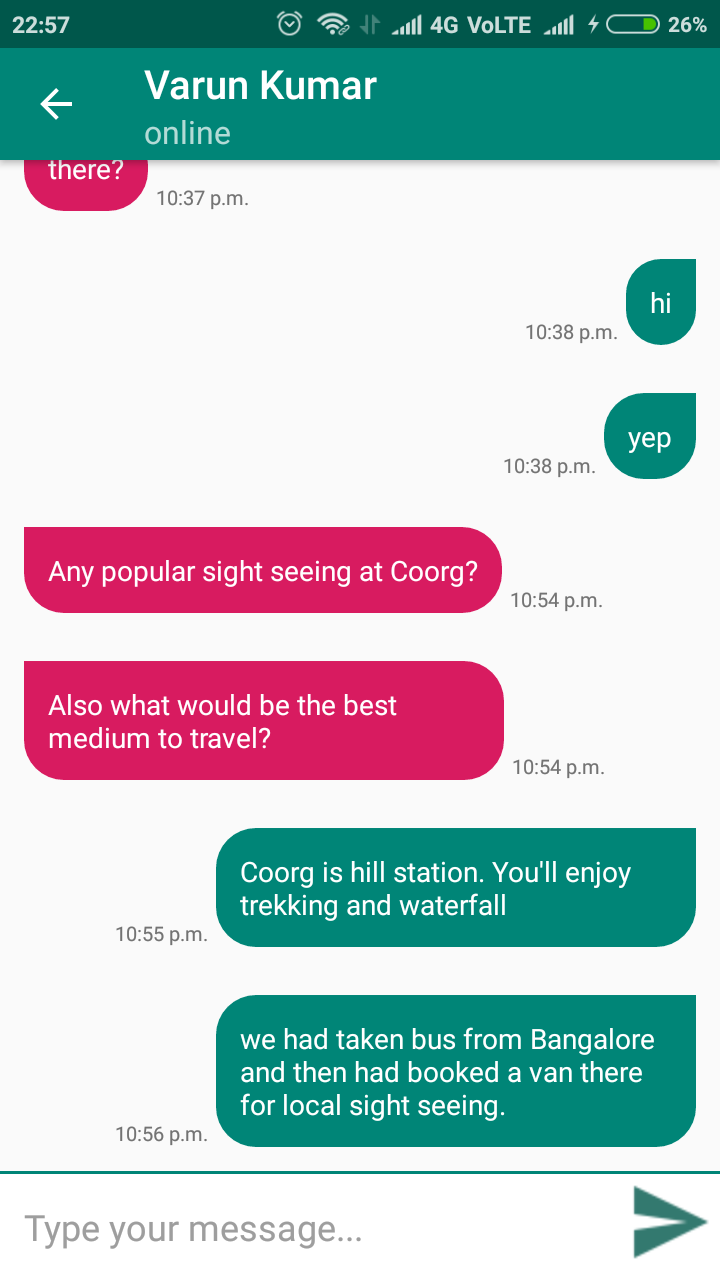 22:57 4G VoLTE 26%
Varun Kumar
online
there?
10:37 p.m.
hi
10:38 p.m.
yep
10:38 p.m.
Any popular sight seeing at Coorg?
10:54 p.m.
Also what would be the best
medium to travel?
10:54 p.m.
Coorg is hill station. You'll enjoy
trekking and waterfall
10:55 p.m.
we had taken bus from Bangalore
and then had booked a van there
for local sight seeing.
10:56 p.m.
Type your message...